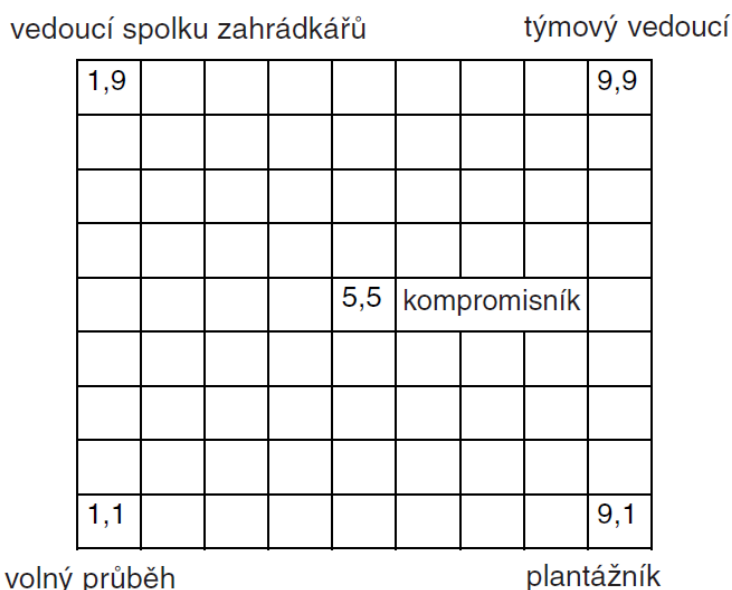 vedoucí spolku zahrádkářů týmový vedoucí
1,9 9,9
5,5 kompromisník
1,1 9,1
volný průběh plantážník